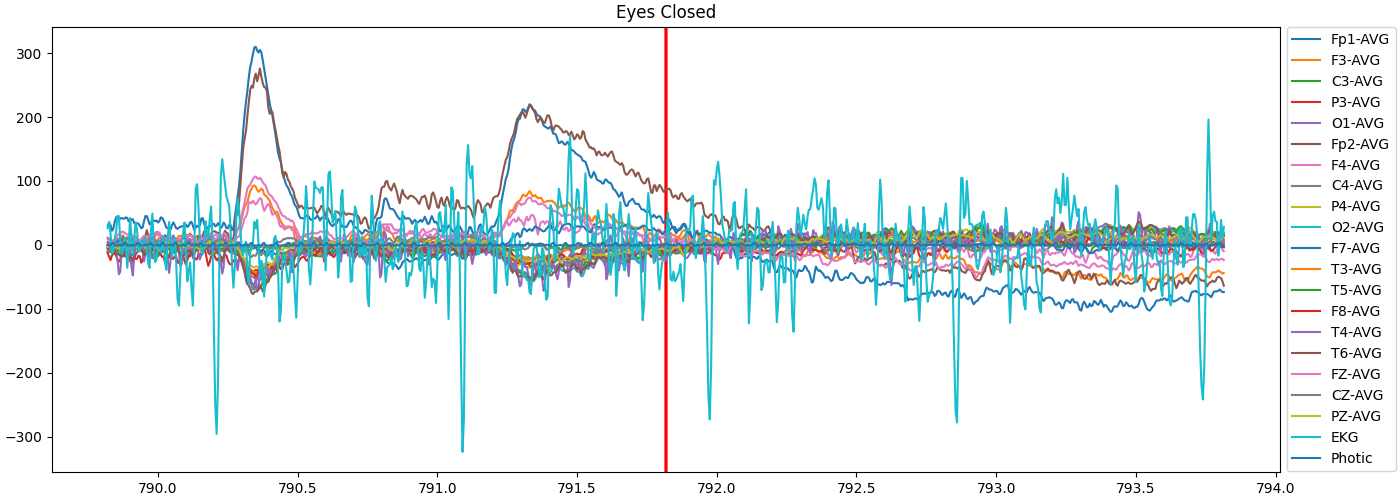 Eyes Closed
300
200
100
0
−100
−200
−300
790.0 790.5 791.0 791.5 792.0 792.5 793.0 793.5 794.0
Fp1-AVG
F3-AVG
C3-AVG
P3-AVG
O1-AVG
Fp2-AVG
F4-AVG
C4-AVG
P4-AVG
O2-AVG
F7-AVG
T3-AVG
T5-AVG
F8-AVG
T4-AVG
T6-AVG
FZ-AVG
CZ-AVG
PZ-AVG
EKG
Photic